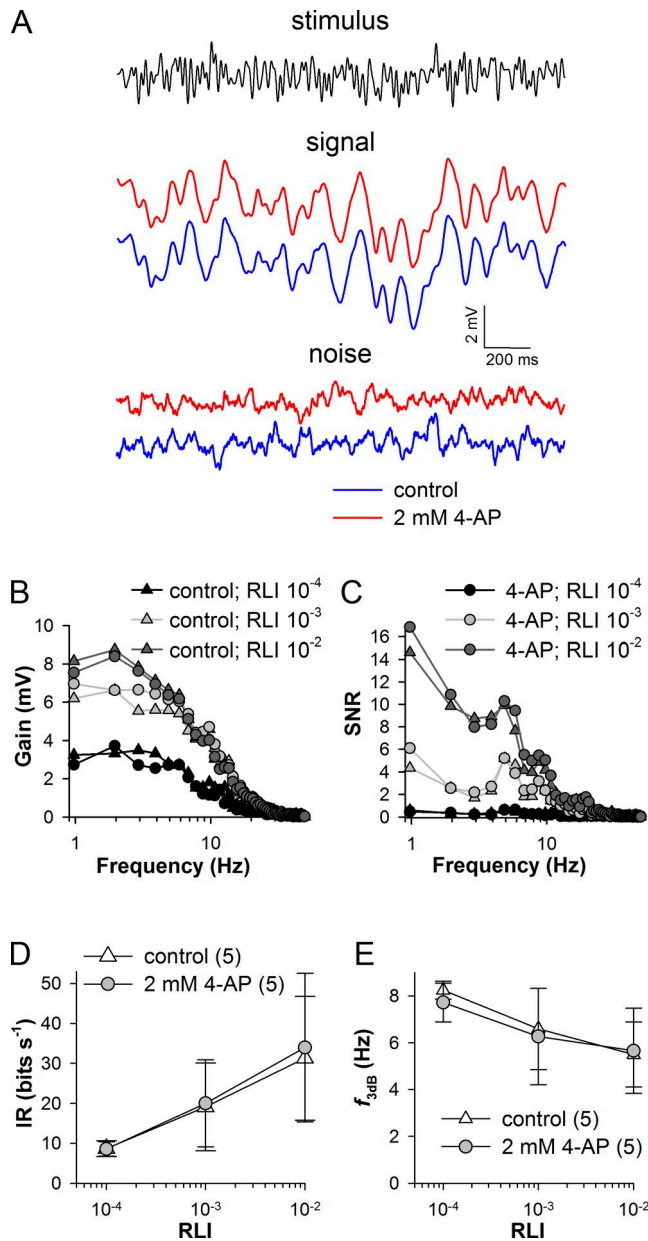 A
stimulus
signal
2 mV
200 ms
noise
control
2 mM 4-AP
B
control; RLI 10⁻⁴
control; RLI 10⁻³
control; RLI 10⁻²
10
8
6
4
2
0
Gain (mV)
1
10
Frequency (Hz)
C
4-AP; RLI 10⁻⁴
4-AP; RLI 10⁻³
4-AP; RLI 10⁻²
16
14
12
10
8
6
4
2
0
SNR
1
10
Frequency (Hz)
D
control (5)
2 mM 4-AP (5)
50
40
30
20
10
0
IR (bits s⁻¹)
10⁻⁴
10⁻³
10⁻²
RLI
E
8
6
4
2
0
f3dB (Hz)
control (5)
2 mM 4-AP (5)
10⁻⁴
10⁻³
10⁻²
RLI